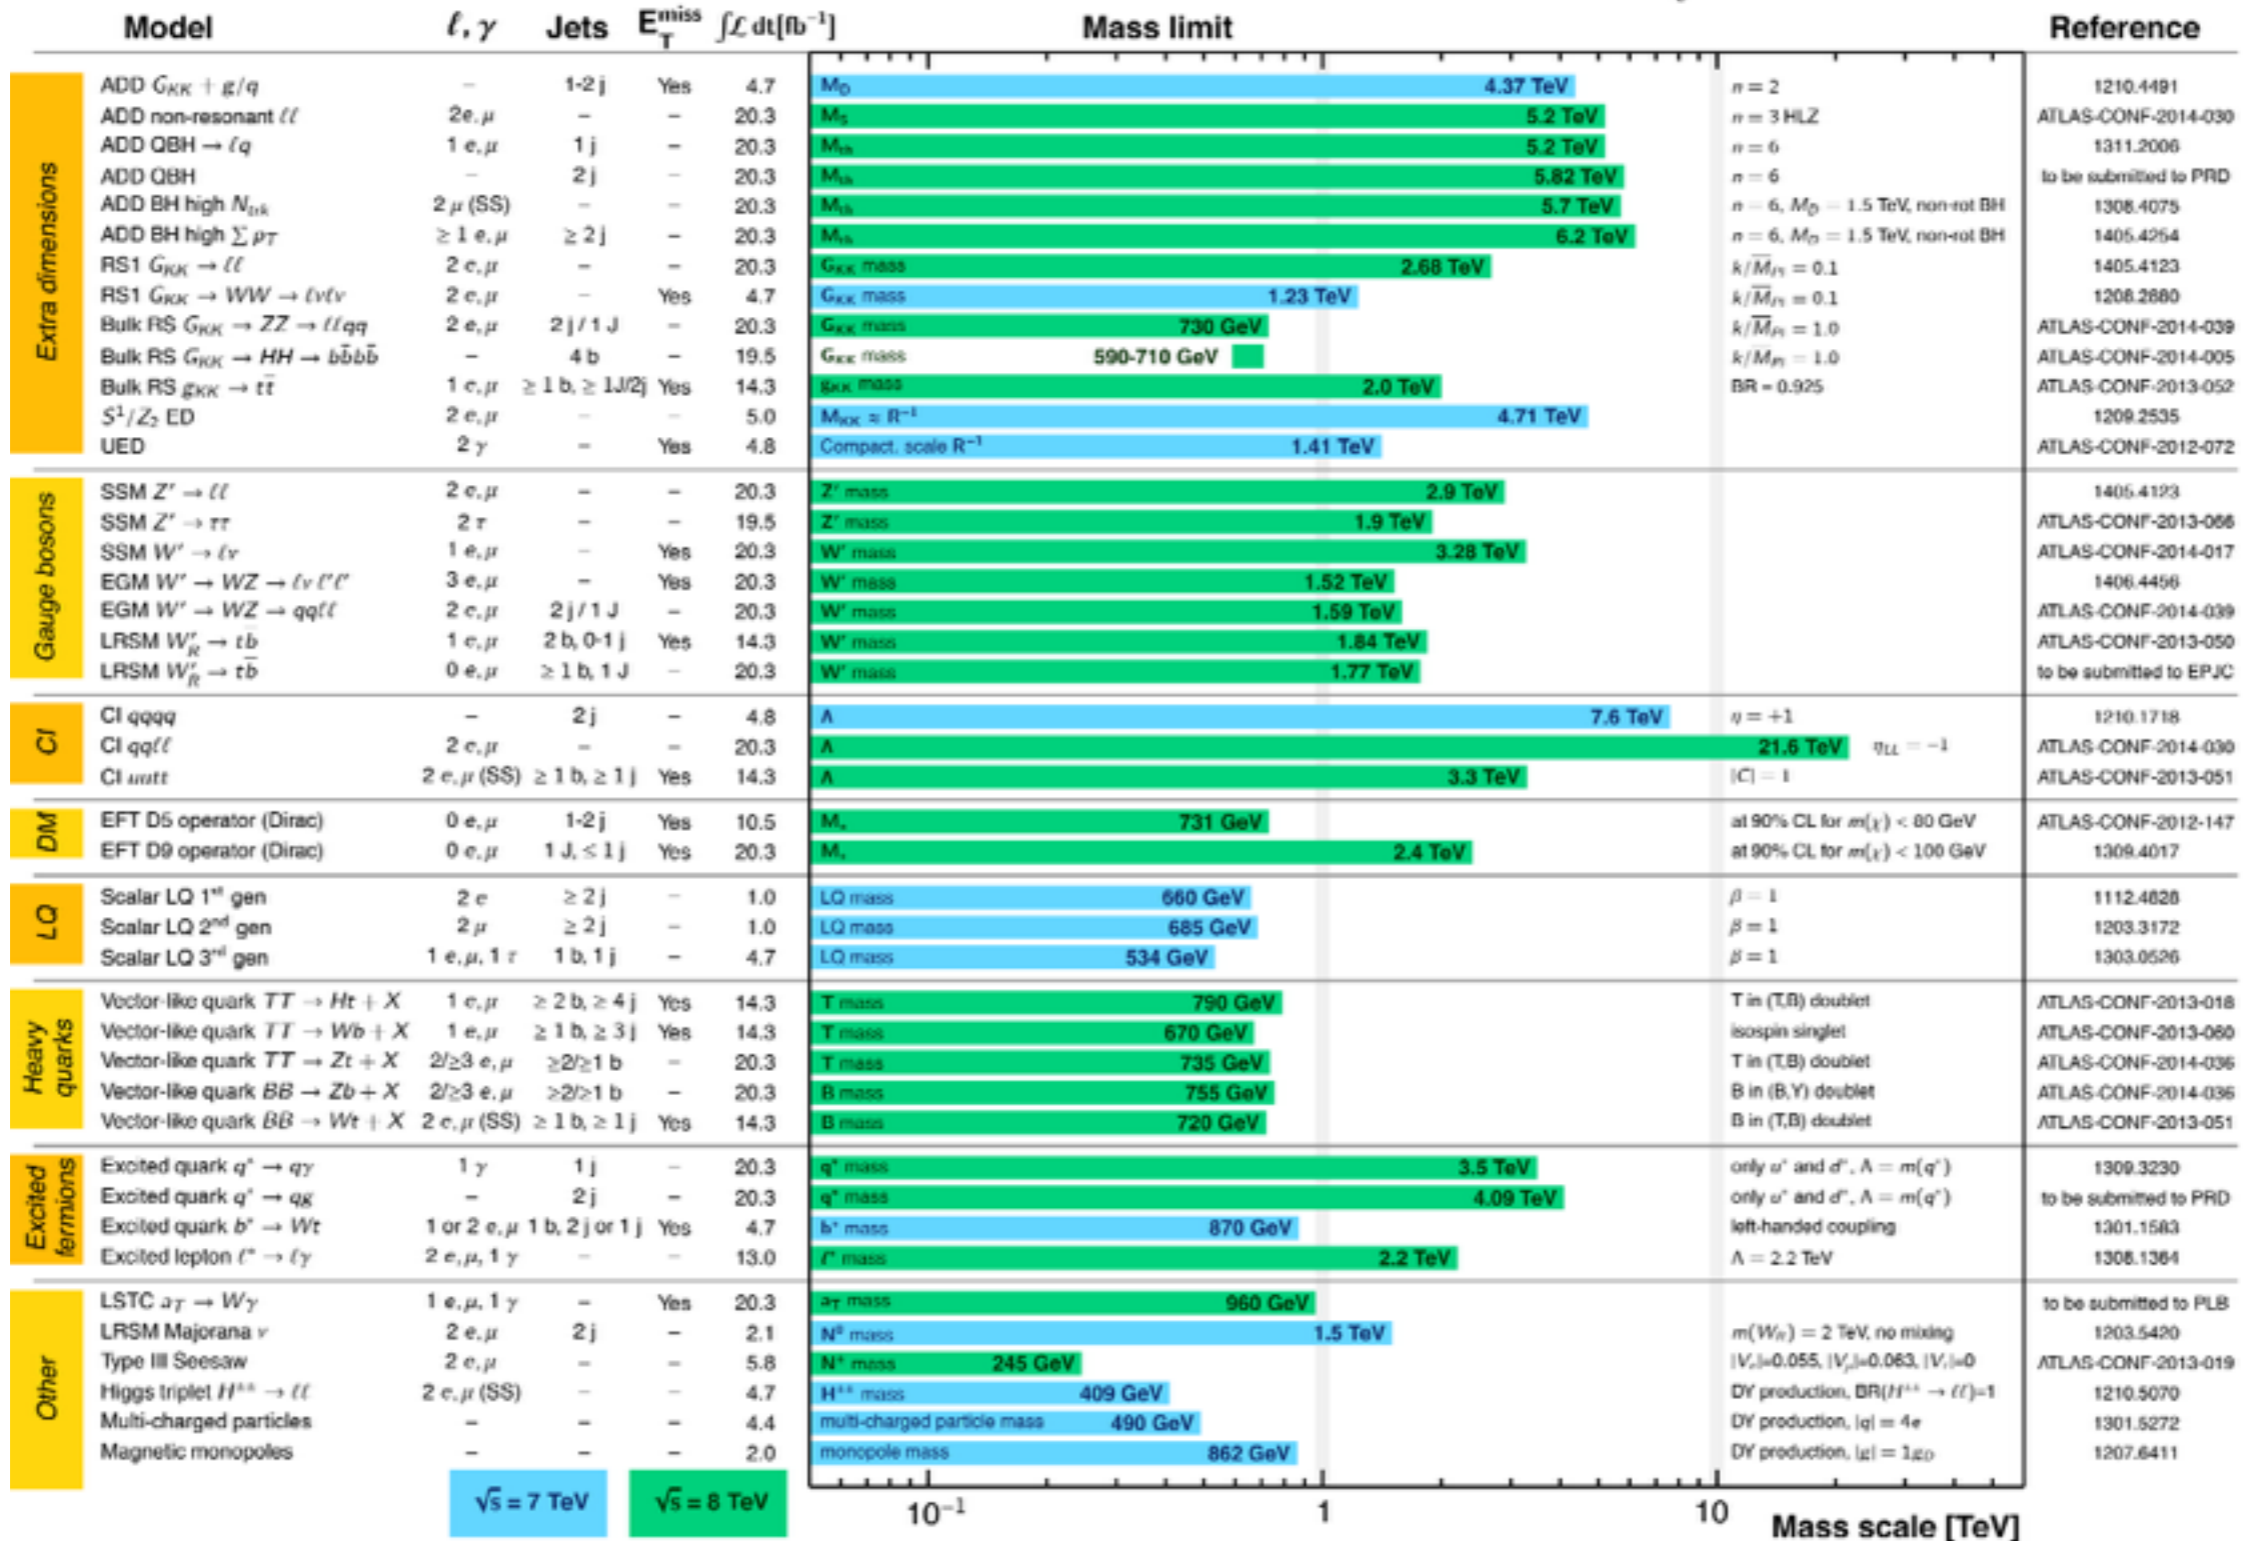 Model ℓ, γ Jets E_T^miss ∫L dt[fb⁻¹] Mass limit Reference
Extra dimensions
ADD G_KK + g/q – 1-2 j Yes 4.7 M_D 4.37 TeV n = 2 1210.4491
ADD non-resonant ℓℓ 2e, μ – – 20.3 M_S 5.2 TeV n = 3 HLZ ATLAS-CONF-2014-030
ADD QBH → ℓq 1 e, μ 1 j – 20.3 M_th 5.2 TeV n = 6 1311.2006
ADD QBH – 2 j – 20.3 M_th 5.82 TeV n = 6 to be submitted to PRD
ADD BH high N_trk 2 μ (SS) – – 20.3 M_th 5.7 TeV n = 6, M_D = 1.5 TeV, non-rot BH 1308.4075
ADD BH high ∑ p_T ≥ 1 e, μ ≥ 2 j – 20.3 M_th 6.2 TeV n = 6, M_D = 1.5 TeV, non-rot BH 1405.4254
RS1 G_KK → ℓℓ 2 e, μ – – 20.3 G_KK mass 2.68 TeV k/M̅_Pl = 0.1 1405.4123
RS1 G_KK → WW → ℓνℓν 2 e, μ – Yes 4.7 G_KK mass 1.23 TeV k/M̅_Pl = 0.1 1208.2880
Bulk RS G_KK → ZZ → ℓℓqq 2 e, μ 2 j / 1 J – 20.3 G_KK mass 730 GeV k/M̅_Pl = 1.0 ATLAS-CONF-2014-039
Bulk RS G_KK → HH → bb̅bb̅ – 4 b – 19.5 G_KK mass 590-710 GeV k/M̅_Pl = 1.0 ATLAS-CONF-2014-005
Bulk RS g_KK → tt̅ 1 e, μ ≥ 1 b, ≥ 1J/2j Yes 14.3 g_KK mass 2.0 TeV BR = 0.925 ATLAS-CONF-2013-052
S¹/Z₂ ED 2 e, μ – – 5.0 M_KK ≈ R⁻¹ 4.71 TeV 1209.2535
UED 2 γ – Yes 4.8 Compact. scale R⁻¹ 1.41 TeV ATLAS-CONF-2012-072
Gauge bosons
SSM Z′ → ℓℓ 2 e, μ – – 20.3 Z′ mass 2.9 TeV 1405.4123
SSM Z′ → ττ 2 τ – – 19.5 Z′ mass 1.9 TeV ATLAS-CONF-2013-066
SSM W′ → ℓν 1 e, μ – Yes 20.3 W′ mass 3.28 TeV ATLAS-CONF-2014-017
EGM W′ → WZ → ℓν ℓ′ℓ′ 3 e, μ – Yes 20.3 W′ mass 1.52 TeV 1406.4456
EGM W′ → WZ → qqℓℓ 2 e, μ 2 j / 1 J – 20.3 W′ mass 1.59 TeV ATLAS-CONF-2014-039
LRSM W′_R → tb̅ 1 e, μ 2 b, 0-1 j Yes 14.3 W′ mass 1.84 TeV ATLAS-CONF-2013-050
LRSM W′_R → tb̅ 0 e, μ ≥ 1 b, 1 J – 20.3 W′ mass 1.77 TeV to be submitted to EPJC
CI
CI qqqq – 2 j – 4.8 Λ 7.6 TeV η = +1 1210.1718
CI qqℓℓ 2 e, μ – – 20.3 Λ 21.6 TeV η_LL = −1 ATLAS-CONF-2014-030
CI uutt 2 e, μ (SS) ≥ 1 b, ≥ 1 j Yes 14.3 Λ 3.3 TeV |C| = 1 ATLAS-CONF-2013-051
DM
EFT D5 operator (Dirac) 0 e, μ 1-2 j Yes 10.5 M_* 731 GeV at 90% CL for m(χ) < 80 GeV ATLAS-CONF-2012-147
EFT D9 operator (Dirac) 0 e, μ 1 J, ≤ 1 j Yes 20.3 M_* 2.4 TeV at 90% CL for m(χ) < 100 GeV 1309.4017
LQ
Scalar LQ 1st gen 2 e ≥ 2 j – 1.0 LQ mass 660 GeV β = 1 1112.4828
Scalar LQ 2nd gen 2 μ ≥ 2 j – 1.0 LQ mass 685 GeV β = 1 1203.3172
Scalar LQ 3rd gen 1 e, μ, 1 τ 1 b, 1 j – 4.7 LQ mass 534 GeV β = 1 1303.0526
Heavy quarks
Vector-like quark TT → Ht + X 1 e, μ ≥ 2 b, ≥ 4 j Yes 14.3 T mass 790 GeV T in (T,B) doublet ATLAS-CONF-2013-018
Vector-like quark TT → Wb + X 1 e, μ ≥ 1 b, ≥ 3 j Yes 14.3 T mass 670 GeV isospin singlet ATLAS-CONF-2013-060
Vector-like quark TT → Zt + X 2/≥3 e, μ ≥2/≥1 b – 20.3 T mass 735 GeV T in (T,B) doublet ATLAS-CONF-2014-036
Vector-like quark BB → Zb + X 2/≥3 e, μ ≥2/≥1 b – 20.3 B mass 755 GeV B in (B,Y) doublet ATLAS-CONF-2014-036
Vector-like quark BB → Wt + X 2 e, μ (SS) ≥ 1 b, ≥ 1 j Yes 14.3 B mass 720 GeV B in (T,B) doublet ATLAS-CONF-2013-051
Excited fermions
Excited quark q* → qγ 1 γ 1 j – 20.3 q* mass 3.5 TeV only u* and d*, Λ = m(q*) 1309.3230
Excited quark q* → qg – 2 j – 20.3 q* mass 4.09 TeV only u* and d*, Λ = m(q*) to be submitted to PRD
Excited quark b* → Wt 1 or 2 e, μ 1 b, 2 j or 1 j Yes 4.7 b* mass 870 GeV left-handed coupling 1301.1583
Excited lepton ℓ* → ℓγ 2 e, μ, 1 γ – – 13.0 ℓ* mass 2.2 TeV Λ = 2.2 TeV 1308.1364
Other
LSTC a_T → Wγ 1 e, μ, 1 γ – Yes 20.3 a_T mass 960 GeV to be submitted to PLB
LRSM Majorana ν 2 e, μ 2 j – 2.1 N⁰ mass 1.5 TeV m(W_R) = 2 TeV, no mixing 1203.5420
Type III Seesaw 2 e, μ – – 5.8 N± mass 245 GeV |V_e|=0.055, |V_μ|=0.063, |V_τ|=0 ATLAS-CONF-2013-019
Higgs triplet H±± → ℓℓ 2 e, μ (SS) – – 4.7 H±± mass 409 GeV DY production, BR(H±± → ℓℓ)=1 1210.5070
Multi-charged particles – – – 4.4 multi-charged particle mass 490 GeV DY production, |q| = 4e 1301.5272
Magnetic monopoles – – – 2.0 monopole mass 862 GeV DY production, |g| = 1g_D 1207.6411
√s = 7 TeV √s = 8 TeV
10⁻¹ 1 10
Mass scale [TeV]